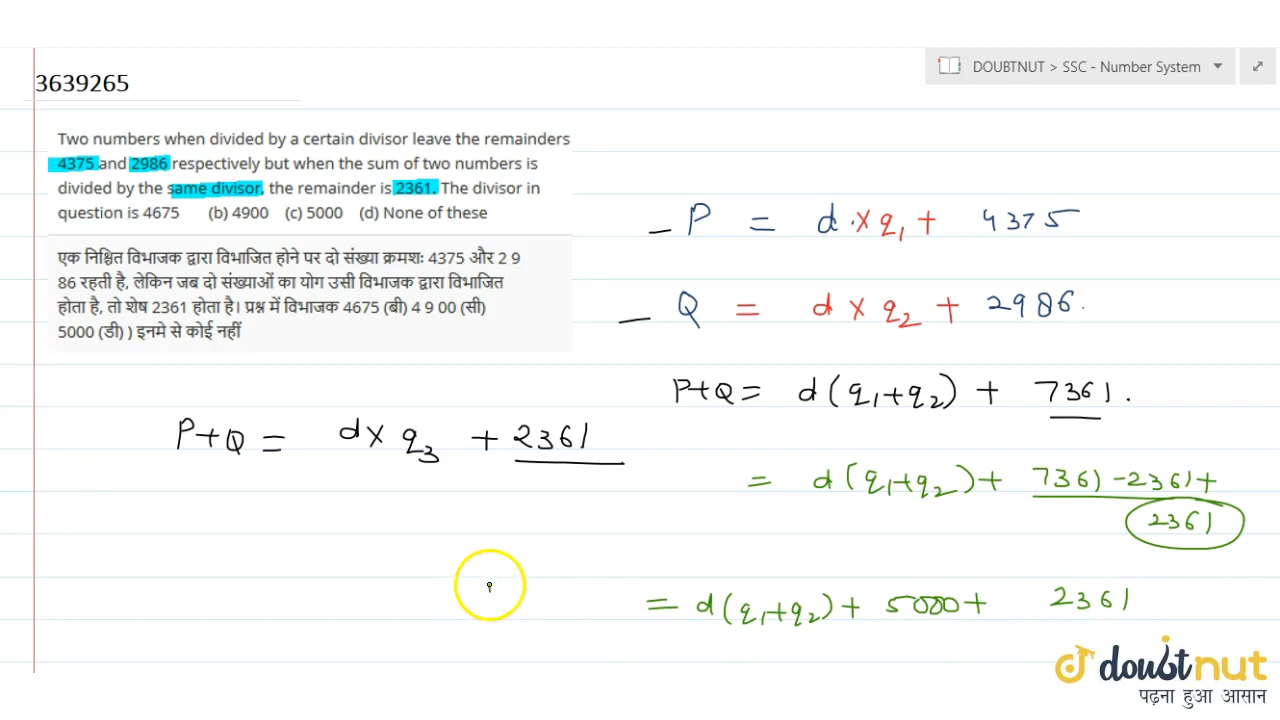 3639265
DOUBTNUT > SSC - Number System
Two numbers when divided by a certain divisor leave the remainders
4375 and 2986 respectively but when the sum of two numbers is
divided by the same divisor, the remainder is 2361. The divisor in
question is 4675 (b) 4900 (c) 5000 (d) None of these
एक निश्चित विभाजक द्वारा विभाजित होने पर दो संख्या क्रमशः 4375 और 2 9
86 रहती है, लेकिन जब दो संख्याओं का योग उसी विभाजक द्वारा विभाजित
होता है, तो शेष 2361 होता है। प्रश्न में विभाजक 4675 (बी) 4 9 00 (सी)
5000 (डी) ) इनमे से कोई नहीं
P = d × q₁ + 4375
Q = d × q₂ + 2986.
P+Q = d(q₁+q₂) + 7361.
P+Q = d× q₃ + 2361
= d(q₁+q₂)+ 7361-2361+
2361
= d(q₁+q₂)+ 5000+ 2361
doubtnut
पढ़ना हुआ आसान